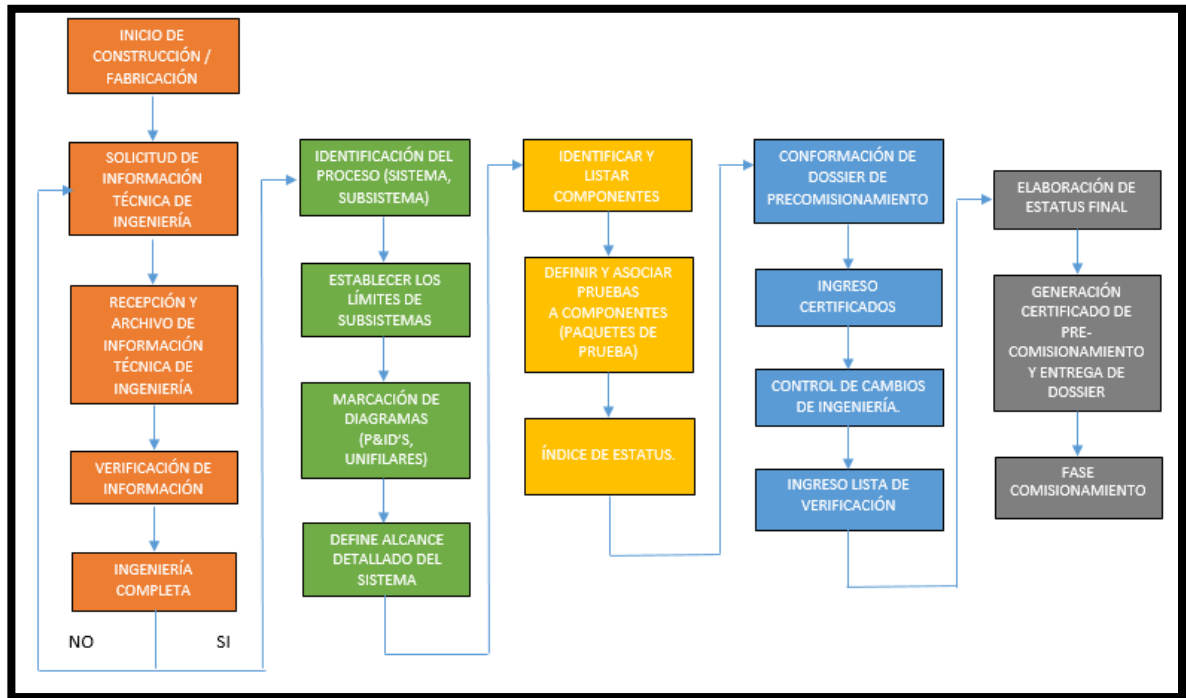 INICIO DE
CONSTRUCCIÓN /
FABRICACIÓN
SOLICITUD DE
INFORMACIÓN
TÉCNICA DE
INGENIERÍA
RECEPCIÓN Y
ARCHIVO DE
INFORMACIÓN
TÉCNICA DE
INGENIERÍA
VERIFICACIÓN DE
INFORMACIÓN
INGENIERÍA
COMPLETA
NO
SI
IDENTIFICACIÓN DEL
PROCESO (SISTEMA,
SUBSISTEMA)
ESTABLECER LOS
LÍMITES DE
SUBSISTEMAS
MARCACIÓN DE
DIAGRAMAS
(P&ID'S,
UNIFILARES)
DEFINE ALCANCE
DETALLADO DEL
SISTEMA
IDENTIFICAR Y
LISTAR
COMPONENTES
DEFINIR Y ASOCIAR
PRUEBAS
A COMPONENTES
(PAQUETES DE
PRUEBA)
ÍNDICE DE ESTATUS.
CONFORMACIÓN DE
DOSSIER DE
PRECOMISIONAMIENTO
INGRESO
CERTIFICADOS
CONTROL DE CAMBIOS
DE INGENIERÍA.
INGRESO LISTA DE
VERIFICACIÓN
ELABORACIÓN DE
ESTATUS FINAL
GENERACIÓN
CERTIFICADO DE
PRE-
COMISIONAMIENTO
Y ENTREGA DE
DOSSIER
FASE
COMISIONAMIENTO